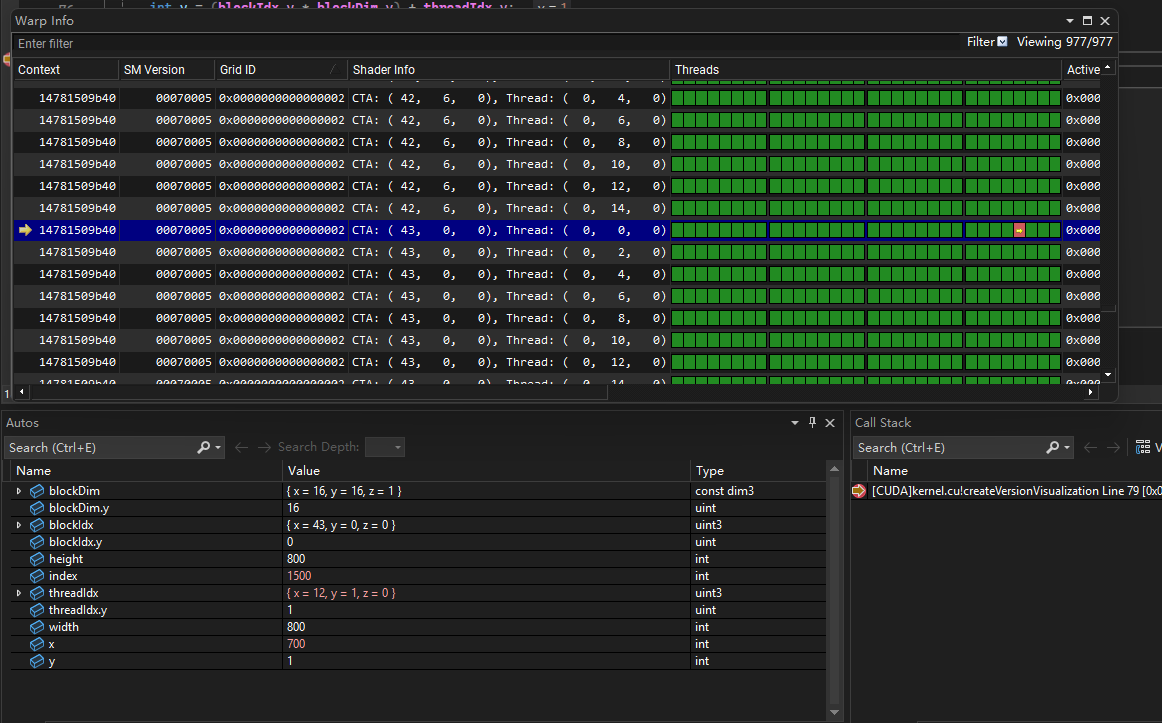 76 int y = (blockIdx.y * blockDim.y) + threadIdx.y; y = 1
Warp Info
Enter filter Filter Viewing 977/977
Context SM Version Grid ID Shader Info Threads Active
14781509b40 00070005 0x0000000000000002 CTA: ( 42, 6, 0), Thread: ( 0, 4, 0) 0x000
14781509b40 00070005 0x0000000000000002 CTA: ( 42, 6, 0), Thread: ( 0, 6, 0) 0x000
14781509b40 00070005 0x0000000000000002 CTA: ( 42, 6, 0), Thread: ( 0, 8, 0) 0x000
14781509b40 00070005 0x0000000000000002 CTA: ( 42, 6, 0), Thread: ( 0, 10, 0) 0x000
14781509b40 00070005 0x0000000000000002 CTA: ( 42, 6, 0), Thread: ( 0, 12, 0) 0x000
14781509b40 00070005 0x0000000000000002 CTA: ( 42, 6, 0), Thread: ( 0, 14, 0) 0x000
14781509b40 00070005 0x0000000000000002 CTA: ( 43, 0, 0), Thread: ( 0, 0, 0) 0x000
14781509b40 00070005 0x0000000000000002 CTA: ( 43, 0, 0), Thread: ( 0, 2, 0) 0x000
14781509b40 00070005 0x0000000000000002 CTA: ( 43, 0, 0), Thread: ( 0, 4, 0) 0x000
14781509b40 00070005 0x0000000000000002 CTA: ( 43, 0, 0), Thread: ( 0, 6, 0) 0x000
14781509b40 00070005 0x0000000000000002 CTA: ( 43, 0, 0), Thread: ( 0, 8, 0) 0x000
14781509b40 00070005 0x0000000000000002 CTA: ( 43, 0, 0), Thread: ( 0, 10, 0) 0x000
14781509b40 00070005 0x0000000000000002 CTA: ( 43, 0, 0), Thread: ( 0, 12, 0) 0x000
14781509b40 00070005 0x0000000000000002 CTA: ( 43, 0, 0), Thread: ( 0, 14, 0) 0x000
Autos
Search (Ctrl+E) Search Depth:
Name Value Type
blockDim { x = 16, y = 16, z = 1 } const dim3
blockDim.y 16 uint
blockIdx { x = 43, y = 0, z = 0 } uint3
blockIdx.y 0 uint
height 800 int
index 1500 int
threadIdx { x = 12, y = 1, z = 0 } uint3
threadIdx.y 1 uint
width 800 int
x 700 int
y 1 int
Call Stack
Search (Ctrl+E)
Name
[CUDA]kernel.cu!createVersionVisualization Line 79 [0x0